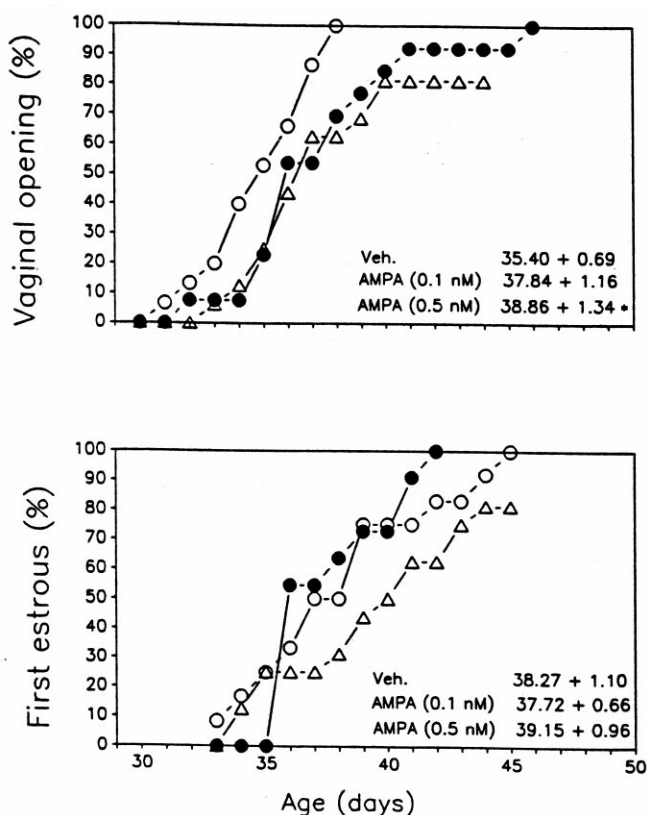 Vaginal opening (%)
100
90
80
70
60
50
40
30
20
10
0
Veh. 35.40 + 0.69
AMPA (0.1 nM) 37.84 + 1.16
AMPA (0.5 nM) 38.86 + 1.34 *
First estrous (%)
100
90
80
70
60
50
40
30
20
10
0
Veh. 38.27 + 1.10
AMPA (0.1 nM) 37.72 + 0.66
AMPA (0.5 nM) 39.15 + 0.96
30 35 40 45 50
Age (days)